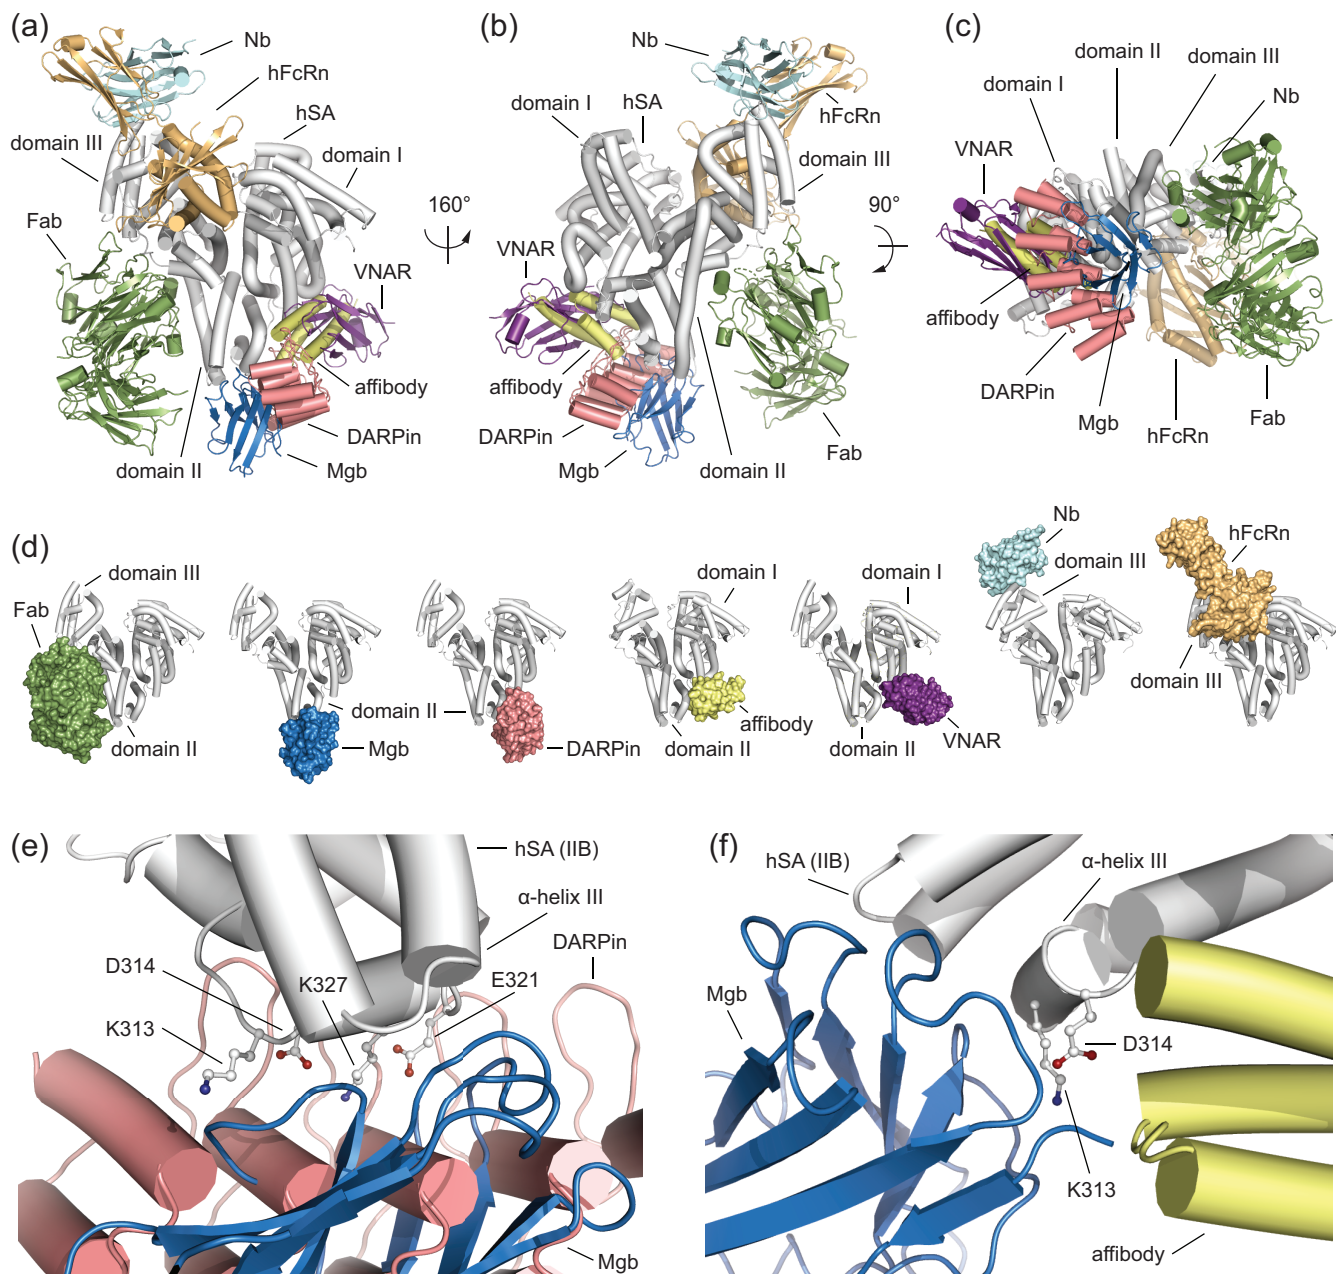 (a)
Nb
hFcRn
hSA
domain III
domain I
Fab
VNAR
affibody
DARPin
domain II
Mgb
160°
(b)
Nb
domain I
hSA
hFcRn
domain III
VNAR
affibody
DARPin
Mgb
domain II
Fab
90°
(c)
domain II
domain III
domain I
Nb
VNAR
affibody
DARPin
Mgb
hFcRn
Fab
(d)
domain III
Fab
domain II
Mgb
domain II
DARPin
domain I
affibody
domain II
domain I
VNAR
domain II
Nb
domain III
hFcRn
domain III
(e)
hSA (IIB)
α-helix III
DARPin
D314
K327
E321
K313
Mgb
(f)
hSA (IIB)
α-helix III
Mgb
D314
K313
affibody